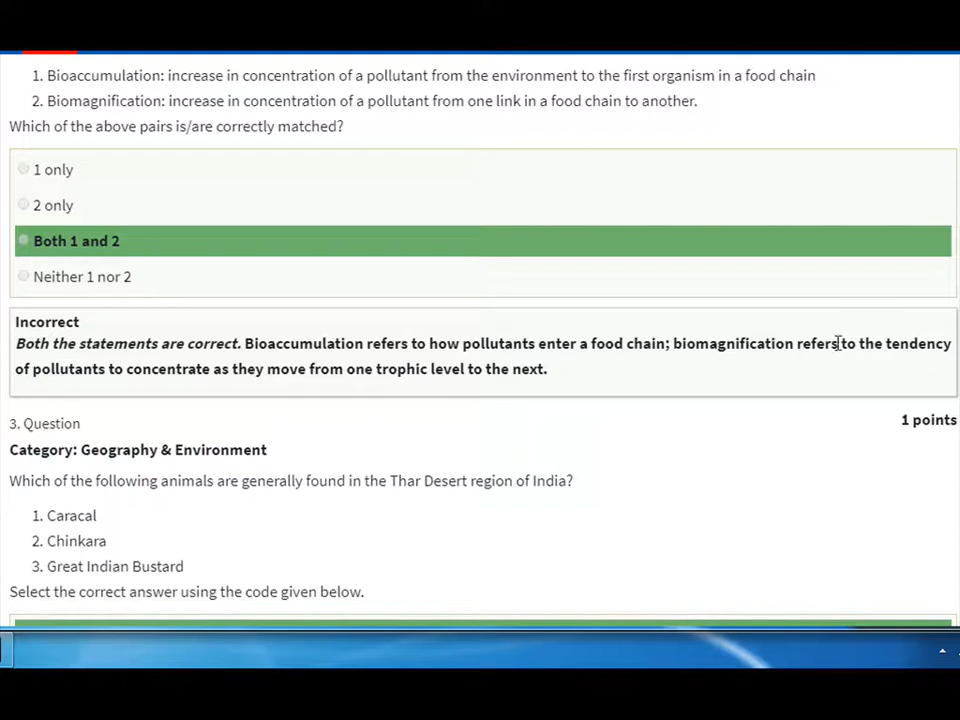 1. Bioaccumulation: increase in concentration of a pollutant from the environment to the first organism in a food chain
2. Biomagnification: increase in concentration of a pollutant from one link in a food chain to another.
Which of the above pairs is/are correctly matched?
1 only
2 only
Both 1 and 2
Neither 1 nor 2
Incorrect
Both the statements are correct. Bioaccumulation refers to how pollutants enter a food chain; biomagnification refers to the tendency
of pollutants to concentrate as they move from one trophic level to the next.
3. Question
1 points
Category: Geography & Environment
Which of the following animals are generally found in the Thar Desert region of India?
1. Caracal
2. Chinkara
3. Great Indian Bustard
Select the correct answer using the code given below.